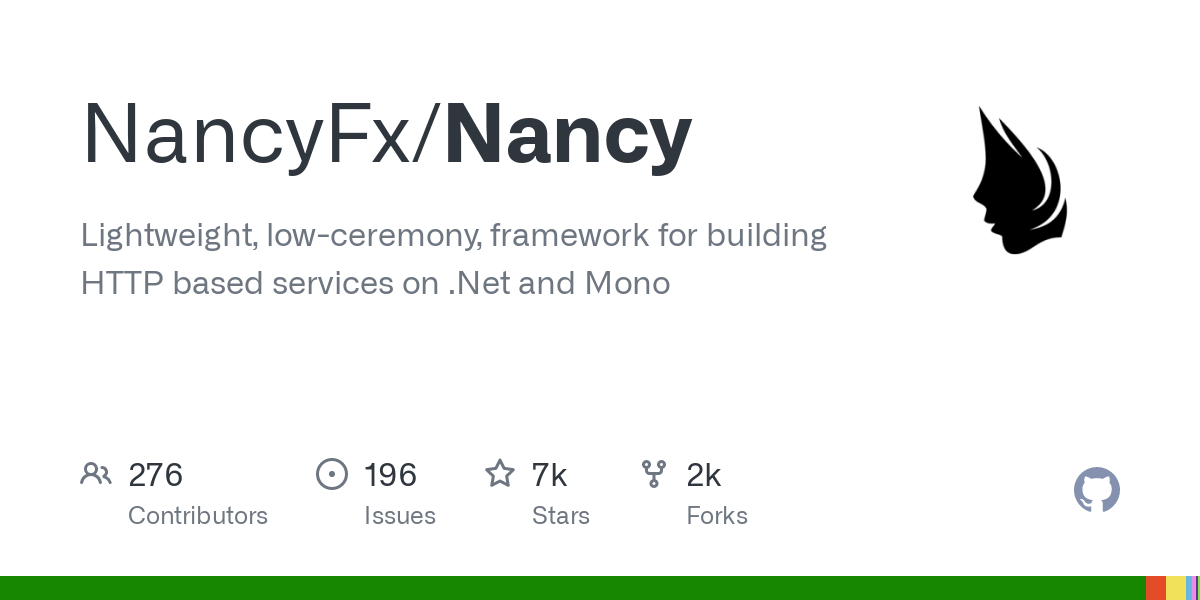 NancyFx/Nancy
Lightweight, low-ceremony, framework for building
HTTP based services on .Net and Mono
276
Contributors
196
Issues
7k
Stars
2k
Forks